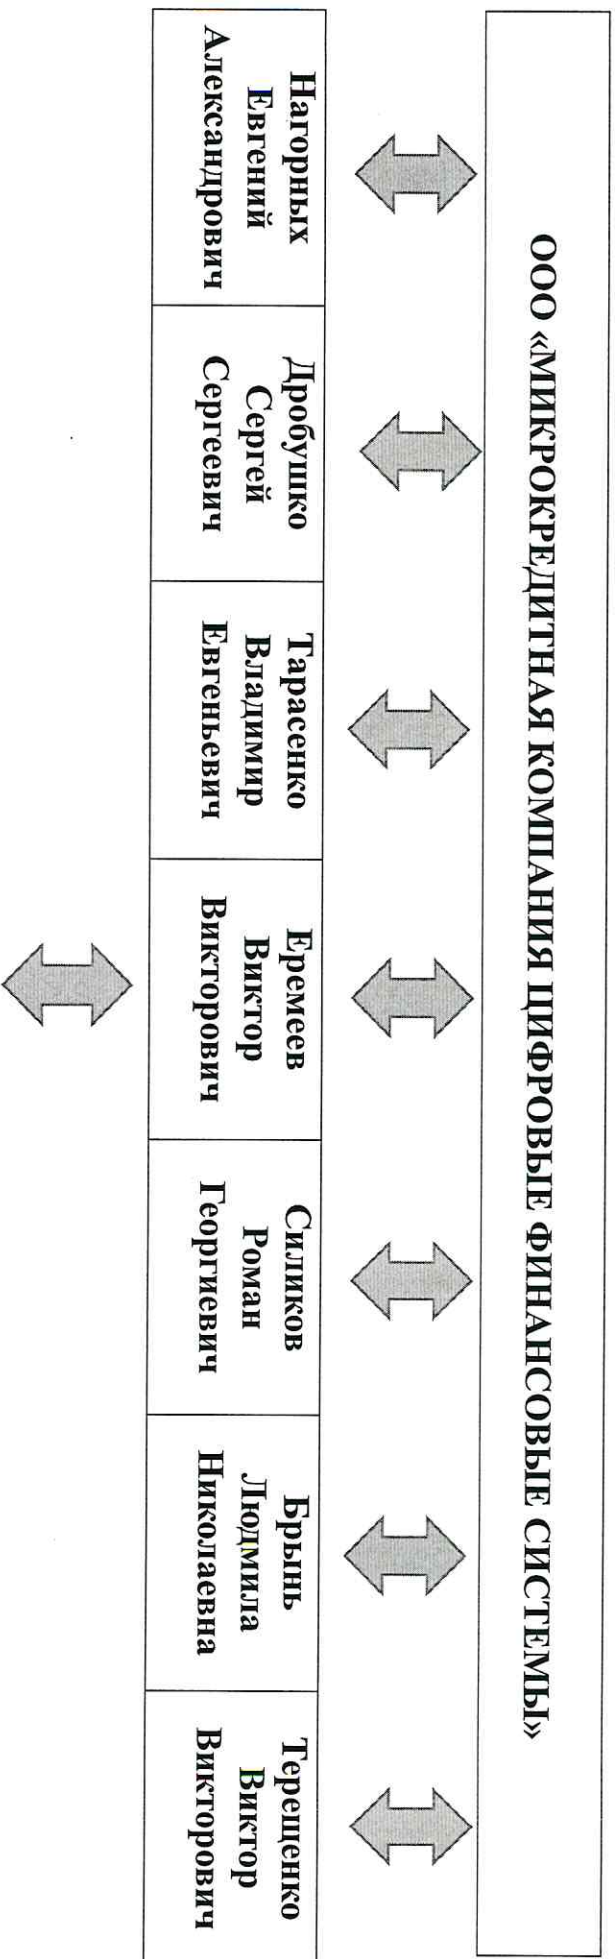 ООО «МИКРОКРЕДИТНАЯ КОМПАНИЯ ЦИФРОВЫЕ ФИНАНСОВЫЕ СИСТЕМЫ»
Нагорных
Евгений
Александрович
Дробушко
Сергей
Сергеевич
Тарасенко
Владимир
Евгеньевич
Еремеев
Виктор
Викторович
Силиков
Роман
Георгиевич
Брынь
Людмила
Николаевна
Терещенко
Виктор
Викторович